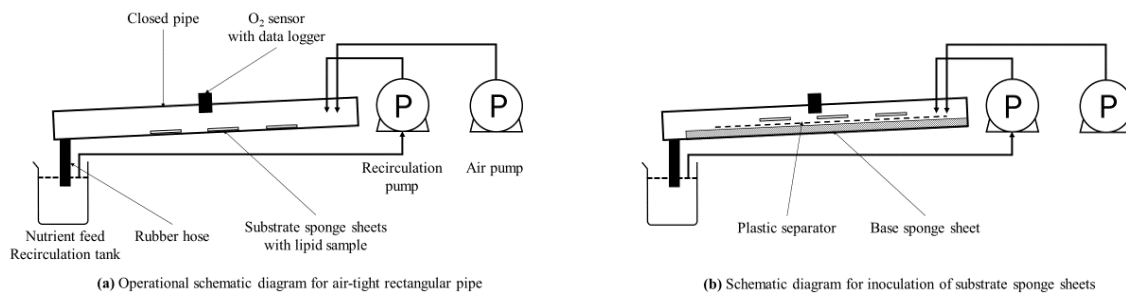 Closed pipe
O₂ sensor
with data logger
P
P
Recirculation
pump
Air pump
Nutrient feed
Recirculation tank
Rubber hose
Substrate sponge sheets
with lipid sample
(a) Operational schematic diagram for air-tight rectangular pipe
P
P
Plastic separator
Base sponge sheet
(b) Schematic diagram for inoculation of substrate sponge sheets